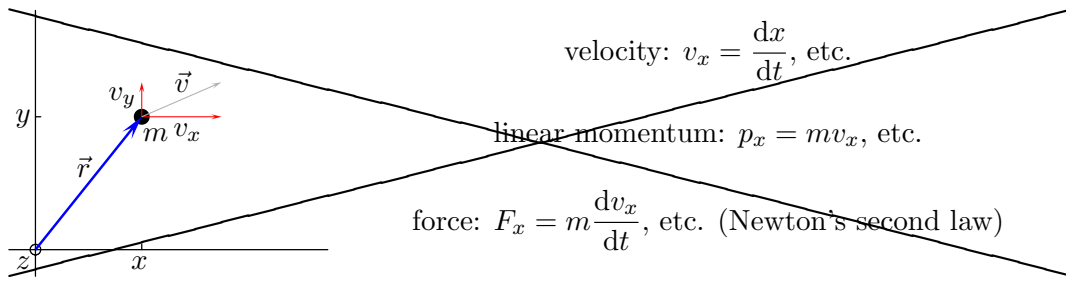 velocity: v_x = dx/dt, etc.
v_y
v⃗
y
m
v_x
linear momentum: p_x = mv_x, etc.
r⃗
force: F_x = m dv_x/dt, etc. (Newton's second law)
z
x